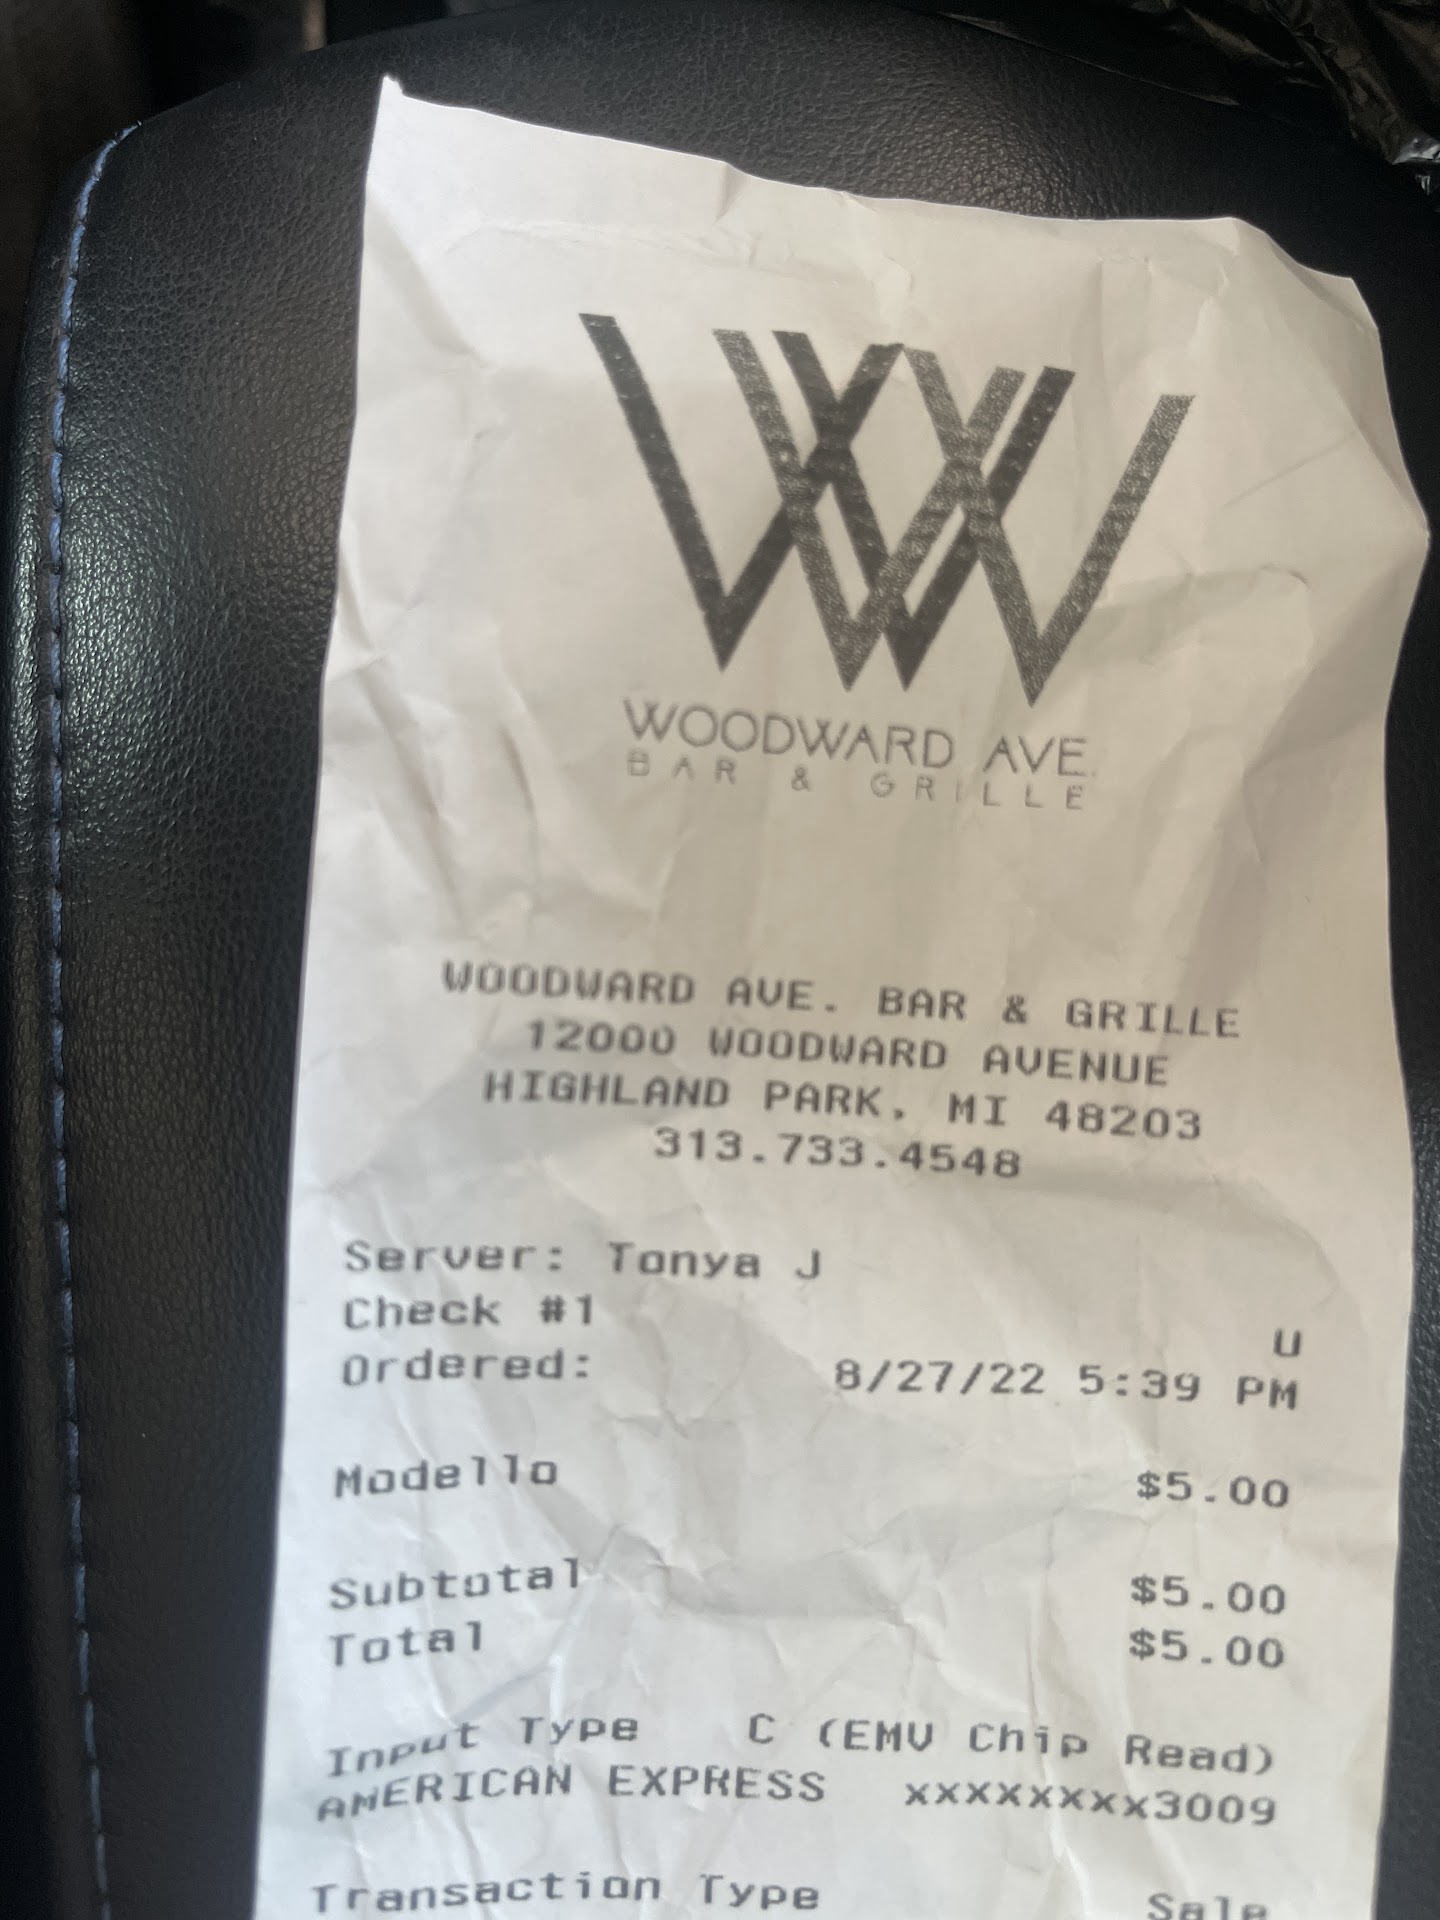 WOODWARD AVE.
BAR & GRILLE
WOODWARD AVE. BAR & GRILLE
12000 WOODWARD AVENUE
HIGHLAND PARK, MI 48203
313.733.4548
Server: Tonya J
Check #1 U
Ordered: 8/27/22 5:39 PM
Modello $5.00
Subtotal $5.00
Total $5.00
Input Type C (EMV Chip Read)
AMERICAN EXPRESS xxxxxxxx3009
Transaction Type Sale